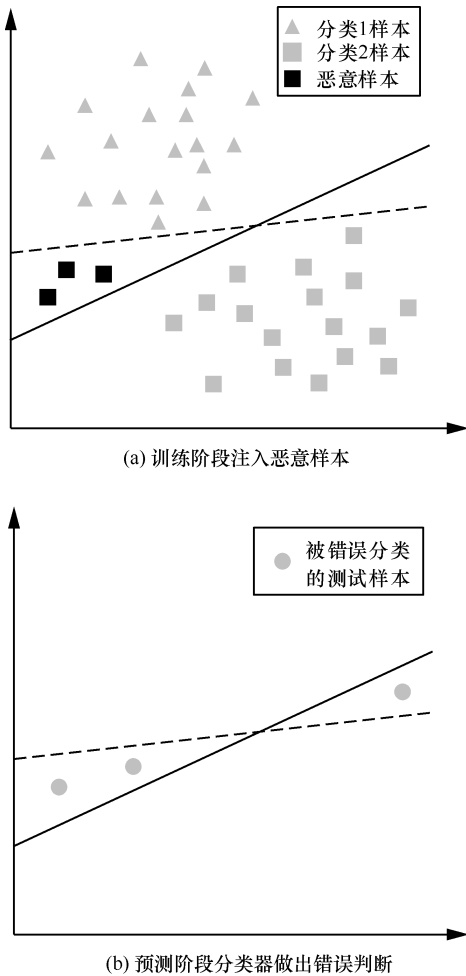 分类1样本
分类2样本
恶意样本
(a) 训练阶段注入恶意样本
被错误分类
的测试样本
(b) 预测阶段分类器做出错误判断